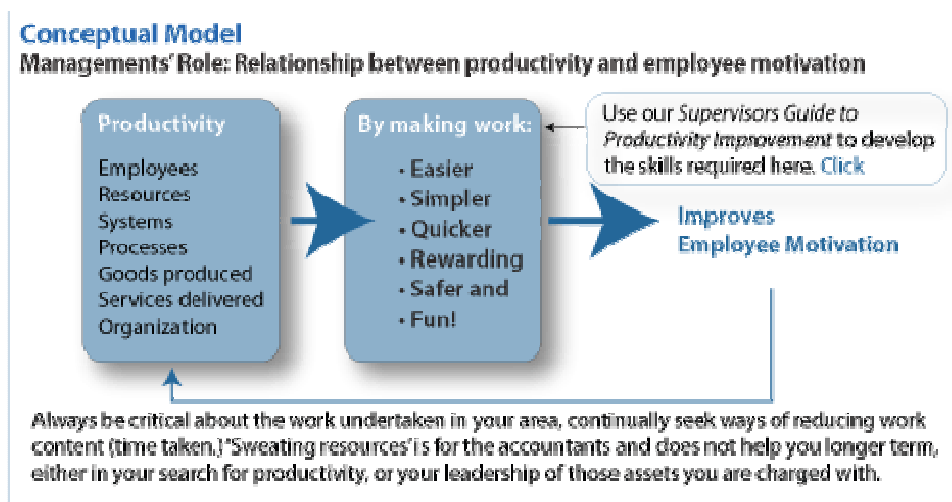 Conceptual Model
Managements' Role: Relationship between productivity and employee motivation
Productivity
Employees
Resources
Systems
Processes
Goods produced
Services delivered
Organization
By making work:
• Easier
• Simpler
• Quicker
• Rewarding
• Safer and
• Fun!
Use our Supervisors Guide to
Productivity Improvement to develop
the skills required here. Click
Improves
Employee Motivation
Always be critical about the work undertaken in your area, continually seek ways of reducing work
content (time taken.) "Sweating resources' is for the accountants and does not help you longer term,
either in your search for productivity, or your leadership of those assets you are charged with.